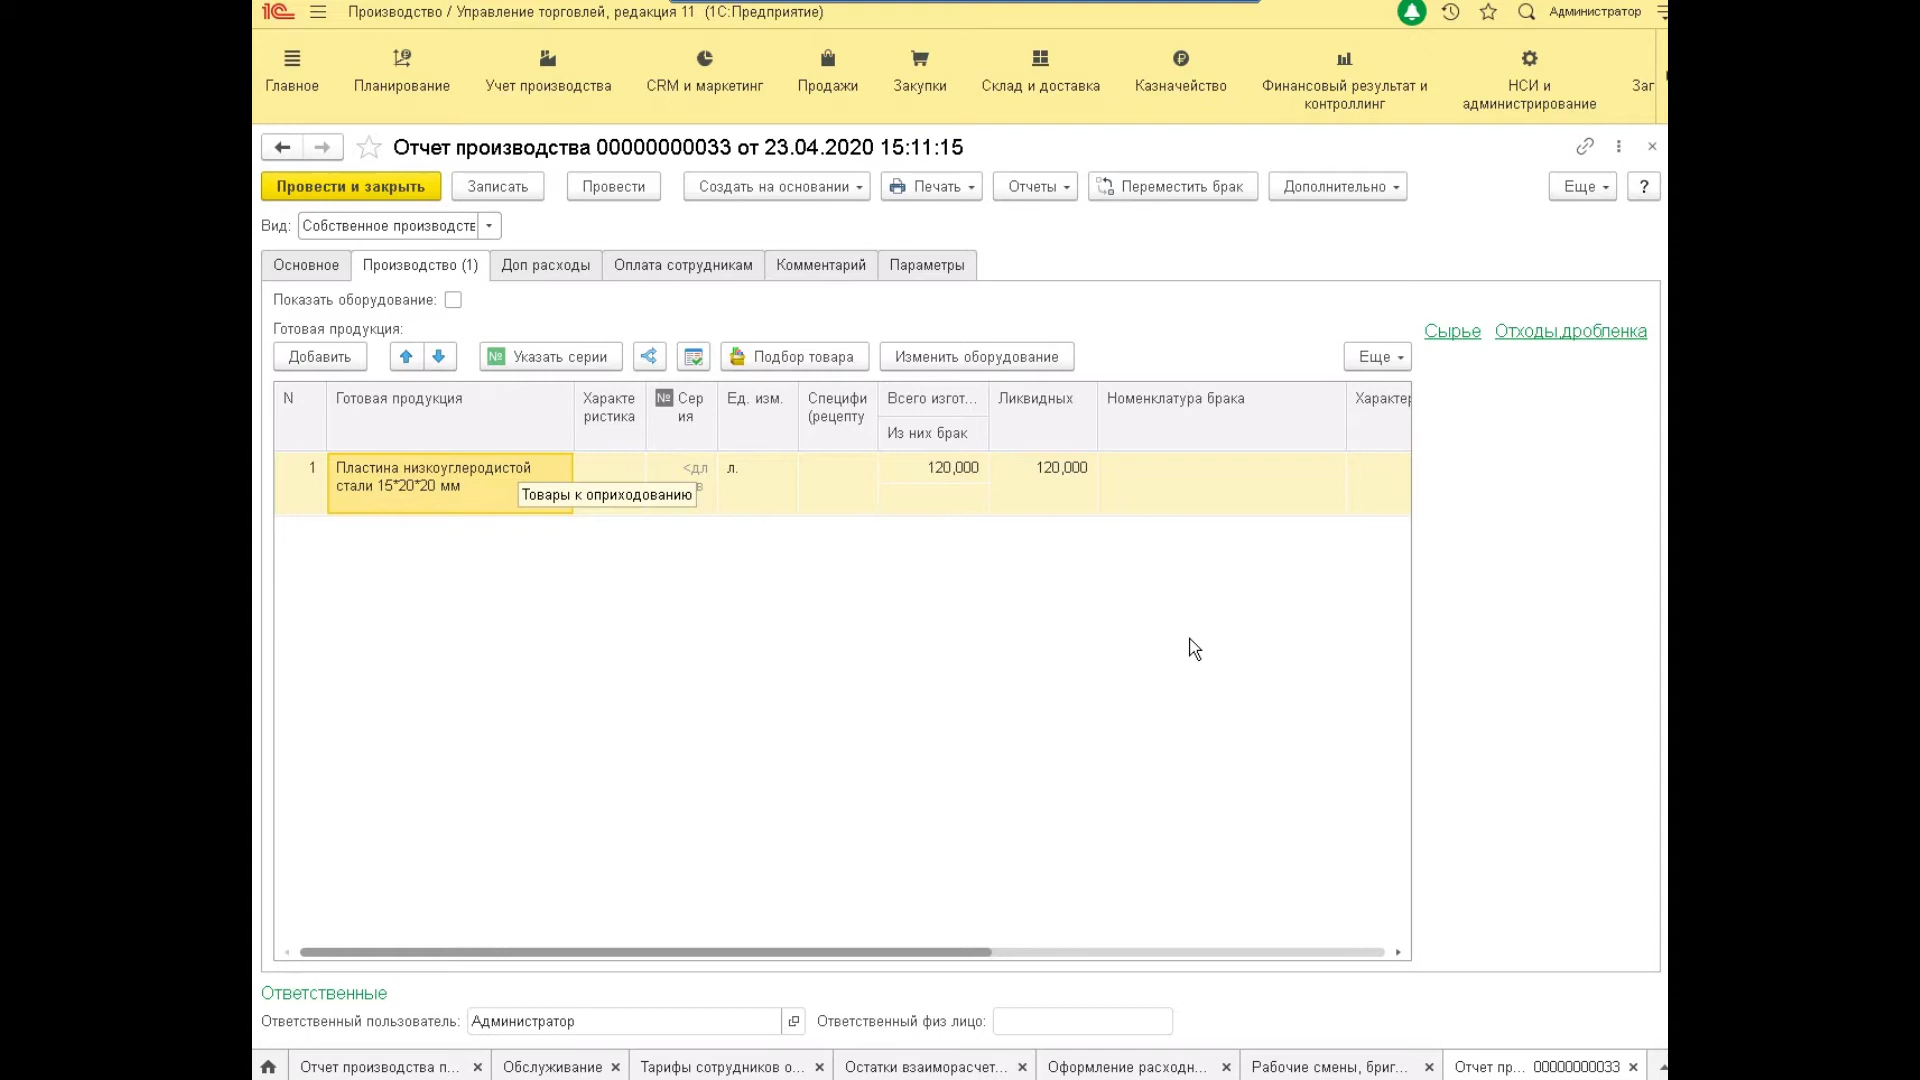 1С Производство / Управление торговлей, редакция 11 (1С:Предприятие) Администратор
Главное Планирование Учет производства CRM и маркетинг Продажи Закупки Склад и доставка Казначейство Финансовый результат и контроллинг НСИ и администрирование Заг
Отчет производства 00000000033 от 23.04.2020 15:11:15
Провести и закрыть Записать Провести Создать на основании Печать Отчеты Переместить брак Дополнительно Еще ?
Вид: Собственное производстве
Основное Производство (1) Доп расходы Оплата сотрудникам Комментарий Параметры
Показать оборудование:
Готовая продукция:
Сырье Отходы,дробленка
Добавить № Указать серии Подбор товара Изменить оборудование Еще
N Готовая продукция Характе № Сер Ед. изм. Специфи Всего изгот... Ликвидных Номенклатура брака Характер
ристика ия (рецепту
Из них брак
1 Пластина низкоуглеродистой <дл л. 120,000 120,000
стали 15*20*20 мм в
Товары к оприходованию
Ответственные
Ответственный пользователь: Администратор Ответственный физ лицо:
Отчет производства п... Обслуживание Тарифы сотрудников о... Остатки взаиморасчет... Оформление расходн... Рабочие смены, бриг... Отчет пр... 00000000033